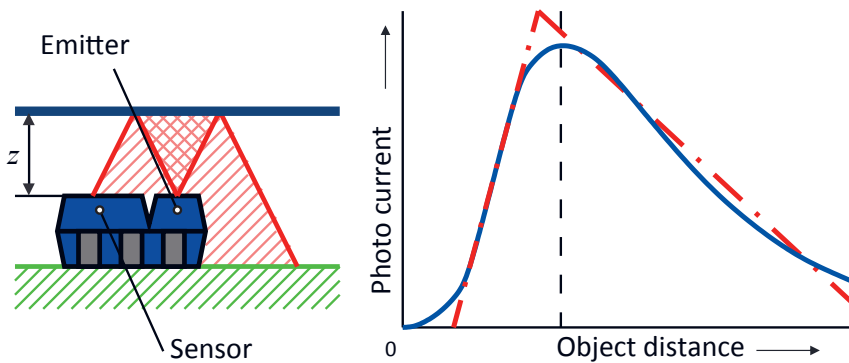 Emitter
z
Sensor
Photo current
0
Object distance